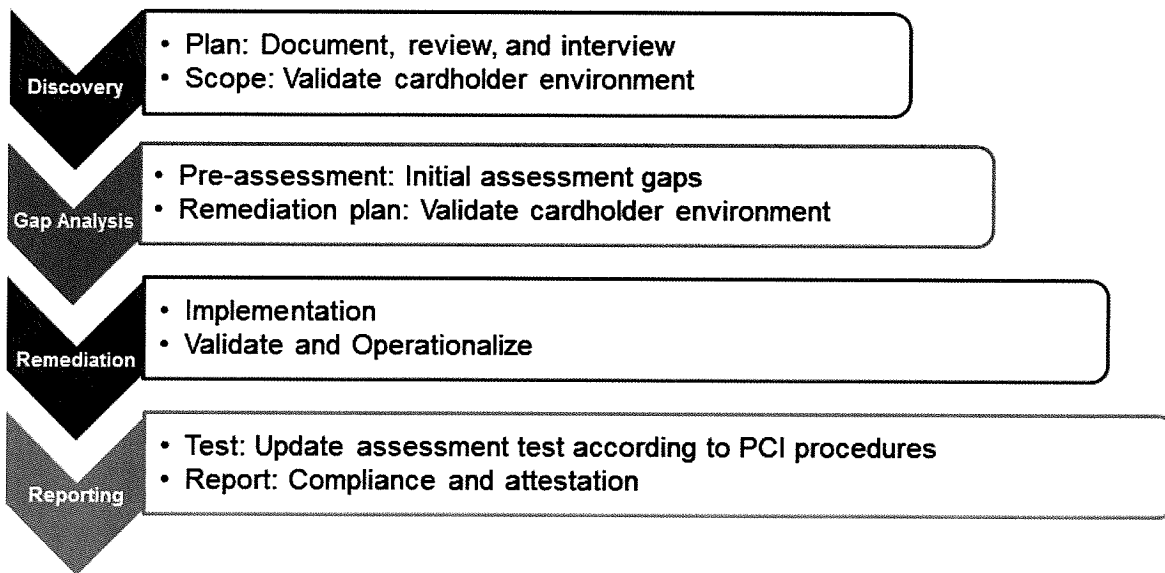 Discovery
• Plan: Document, review, and interview
• Scope: Validate cardholder environment
Gap Analysis
• Pre-assessment: Initial assessment gaps
• Remediation plan: Validate cardholder environment
Remediation
• Implementation
• Validate and Operationalize
Reporting
• Test: Update assessment test according to PCI procedures
• Report: Compliance and attestation